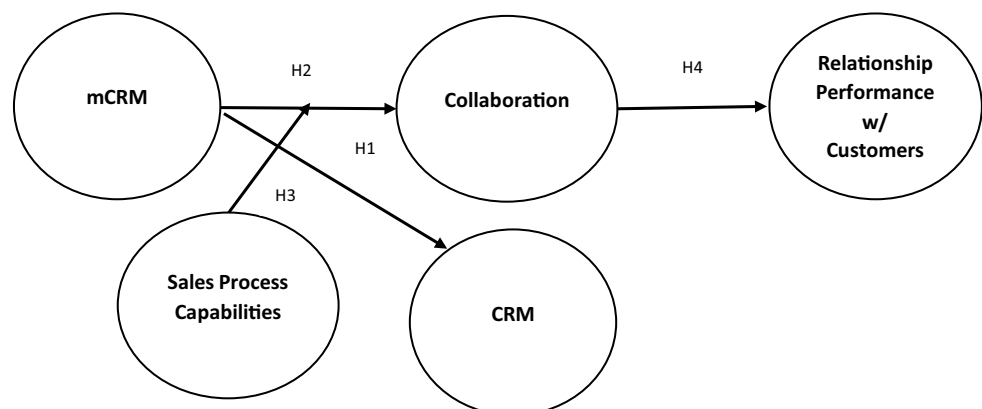 mCRM
H2
Collaboration
H4
Relationship
Performance
w/
Customers
H1
H3
Sales Process
Capabilities
CRM